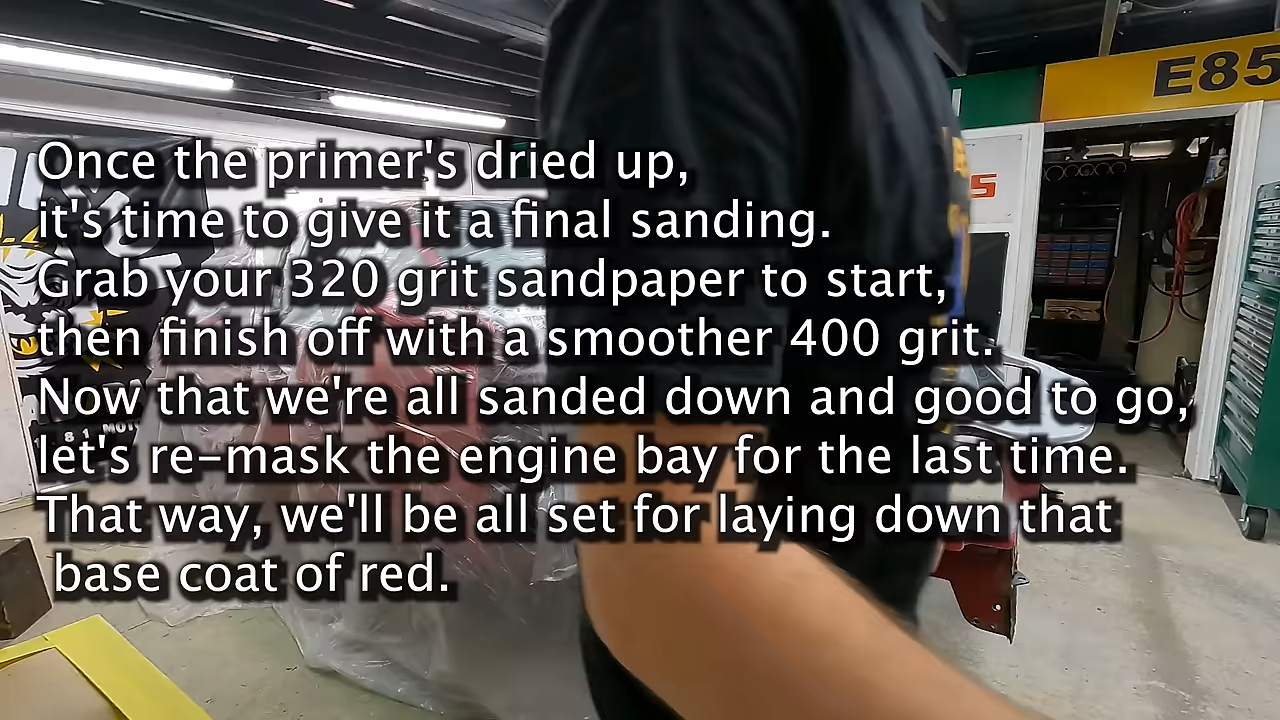 Once the primer's dried up,
it's time to give it a final sanding.
Grab your 320 grit sandpaper to start,
then finish off with a smoother 400 grit.
Now that we're all sanded down and good to go,
let's re-mask the engine bay for the last time.
That way, we'll be all set for laying down that
base coat of red.
E85